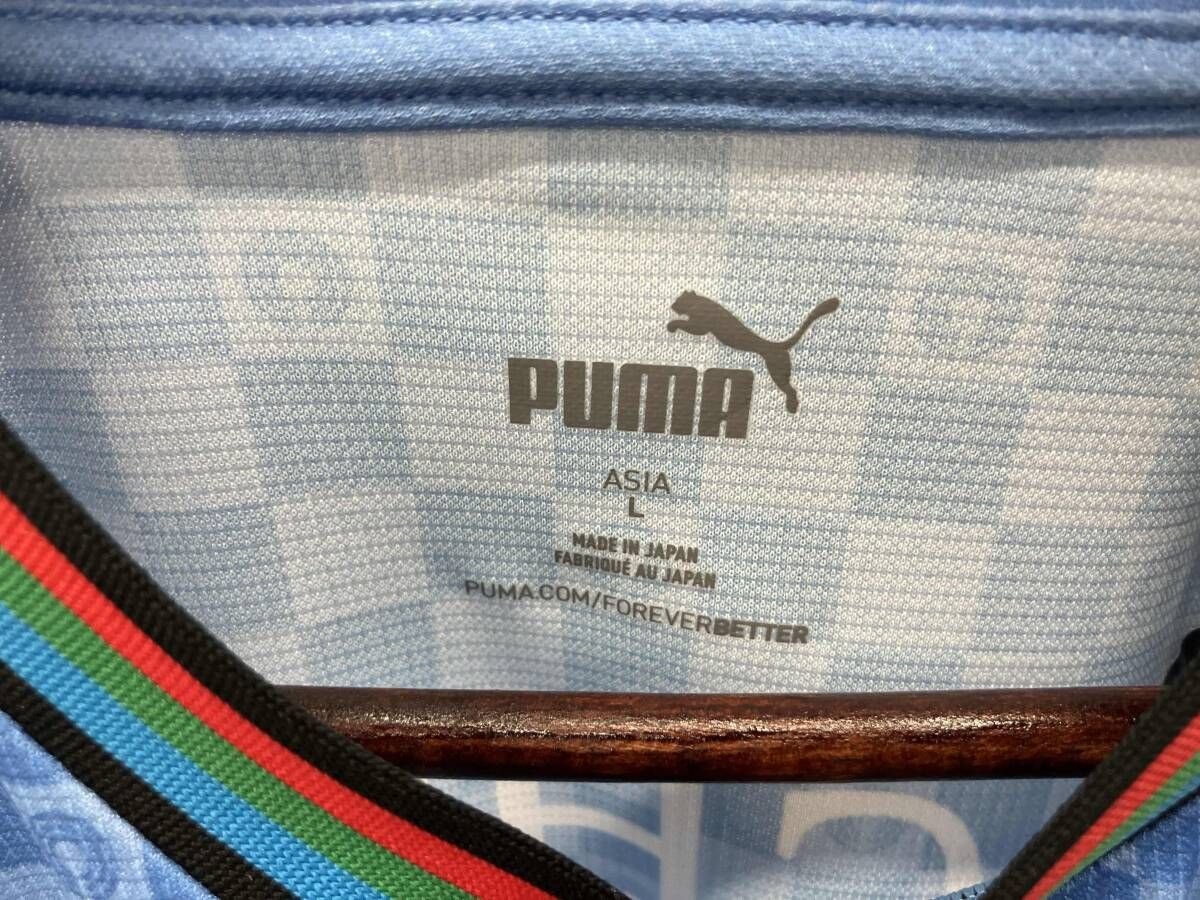 PUMA
ASIA
L
MADE IN JAPAN
FABRIQUÉ AU JAPAN
PUMA.COM/FOREVERBETTER